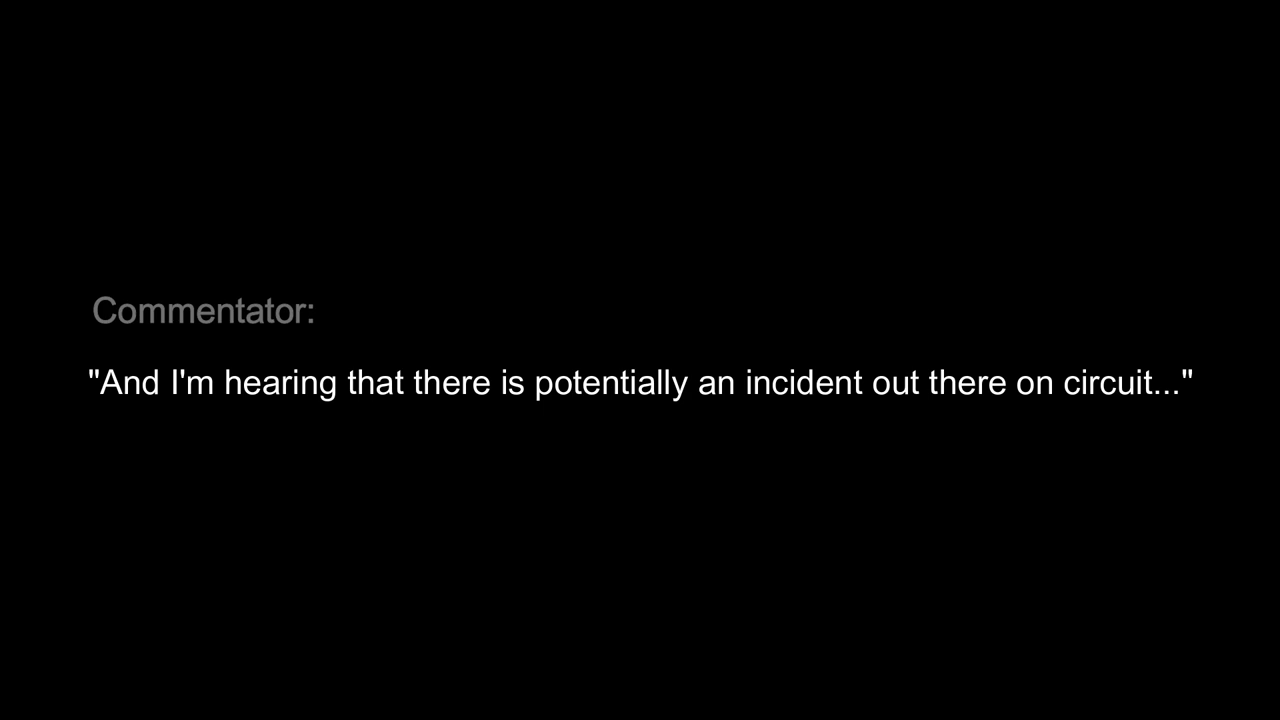 Commentator:
"And I'm hearing that there is potentially an incident out there on circuit..."